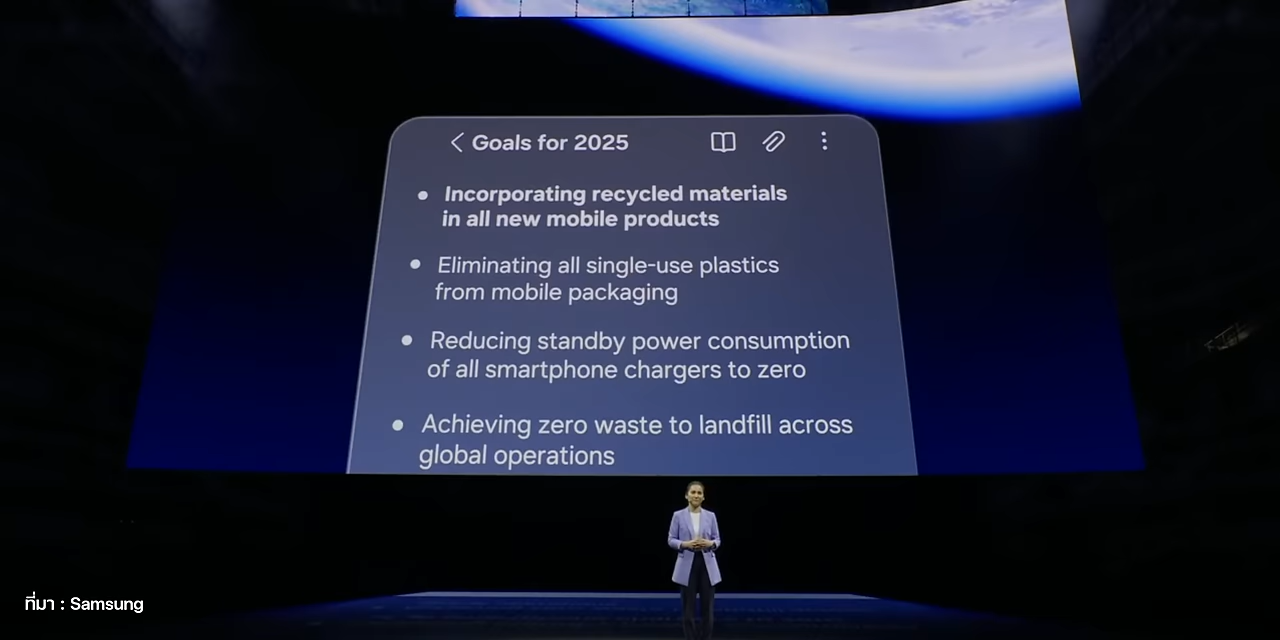 Goals for 2025
Incorporating recycled materials
in all new mobile products
Eliminating all single-use plastics
from mobile packaging
Reducing standby power consumption
of all smartphone chargers to zero
Achieving zero waste to landfill across
global operations
ที่มา : Samsung